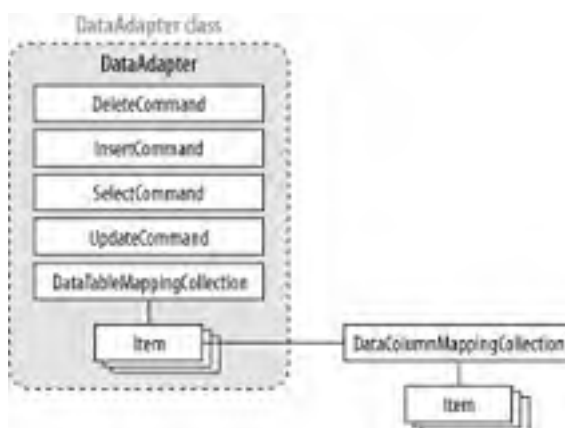 DataAdapter class
DataAdapter
DeleteCommand
InsertCommand
SelectCommand
UpdateCommand
DataTableMappingCollection
Item
DataColumnMappingCollection
Item